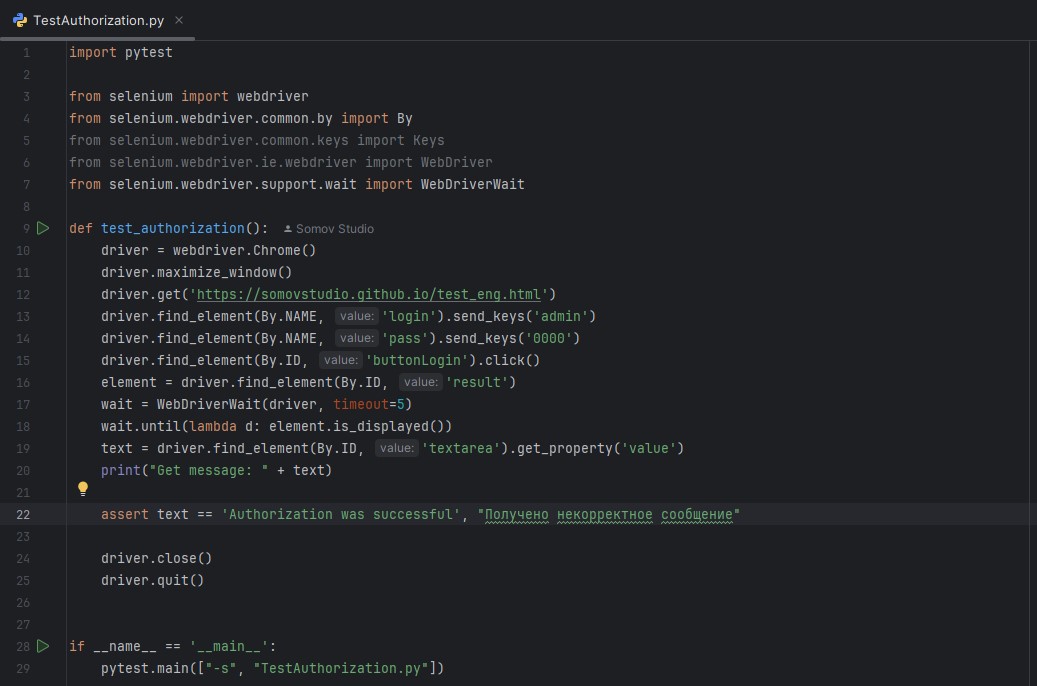 TestAuthorization.py
1 import pytest
2
3 from selenium import webdriver
4 from selenium.webdriver.common.by import By
5 from selenium.webdriver.common.keys import Keys
6 from selenium.webdriver.ie.webdriver import WebDriver
7 from selenium.webdriver.support.wait import WebDriverWait
8
9 def test_authorization(): Somov Studio
10 driver = webdriver.Chrome()
11 driver.maximize_window()
12 driver.get('https://somovstudio.github.io/test_eng.html')
13 driver.find_element(By.NAME, value: 'login').send_keys('admin')
14 driver.find_element(By.NAME, value: 'pass').send_keys('0000')
15 driver.find_element(By.ID, value: 'buttonLogin').click()
16 element = driver.find_element(By.ID, value: 'result')
17 wait = WebDriverWait(driver, timeout=5)
18 wait.until(lambda d: element.is_displayed())
19 text = driver.find_element(By.ID, value: 'textarea').get_property('value')
20 print("Get message: " + text)
21
22 assert text == 'Authorization was successful', "Получено некорректное сообщение"
23
24 driver.close()
25 driver.quit()
26
27
28 if __name__ == '__main__':
29 pytest.main(["-s", "TestAuthorization.py"])